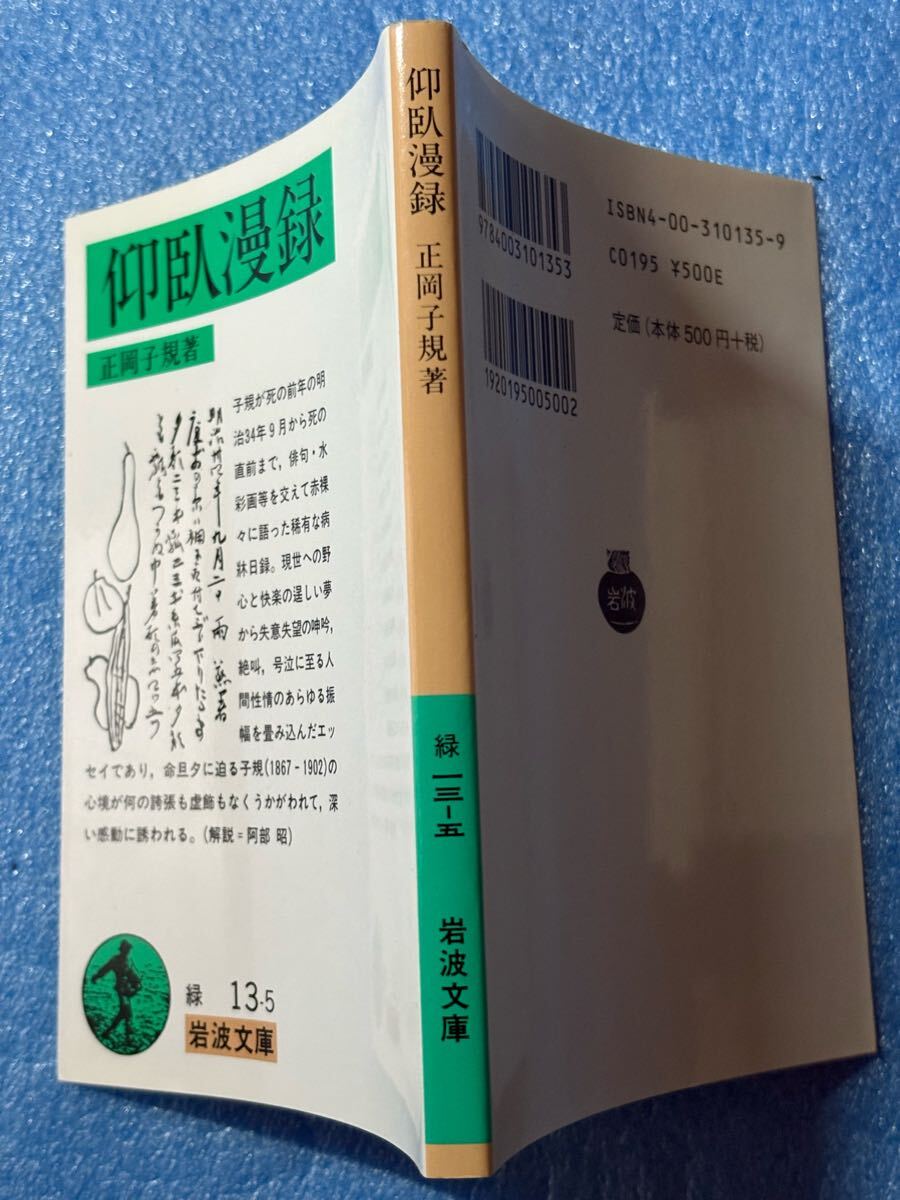 仰臥漫録
正岡子規著
子規が死の前年の明
治34年9月から死の
直前まで，俳句・水
彩画等を交えて赤裸
々に語った稀有な病
牀日録。現世への野
心と快楽の逞しい夢
から失意失望の呻吟，
絶叫，号泣に至る人
間性情のあらゆる振
幅を畳み込んだエッ
セイであり，命旦夕に迫る子規(1867-1902)の
心境が何の誇張も虚飾もなくうかがわれて，深
い感動に誘われる。(解説=阿部 昭)
緑 13-5
岩波文庫
仰臥漫録 正岡子規著
緑 一三-五
岩波文庫
9784003101353
1920195005002
ISBN4-00-310135-9
C0195 ¥500E
定価(本体500円+税)
岩波